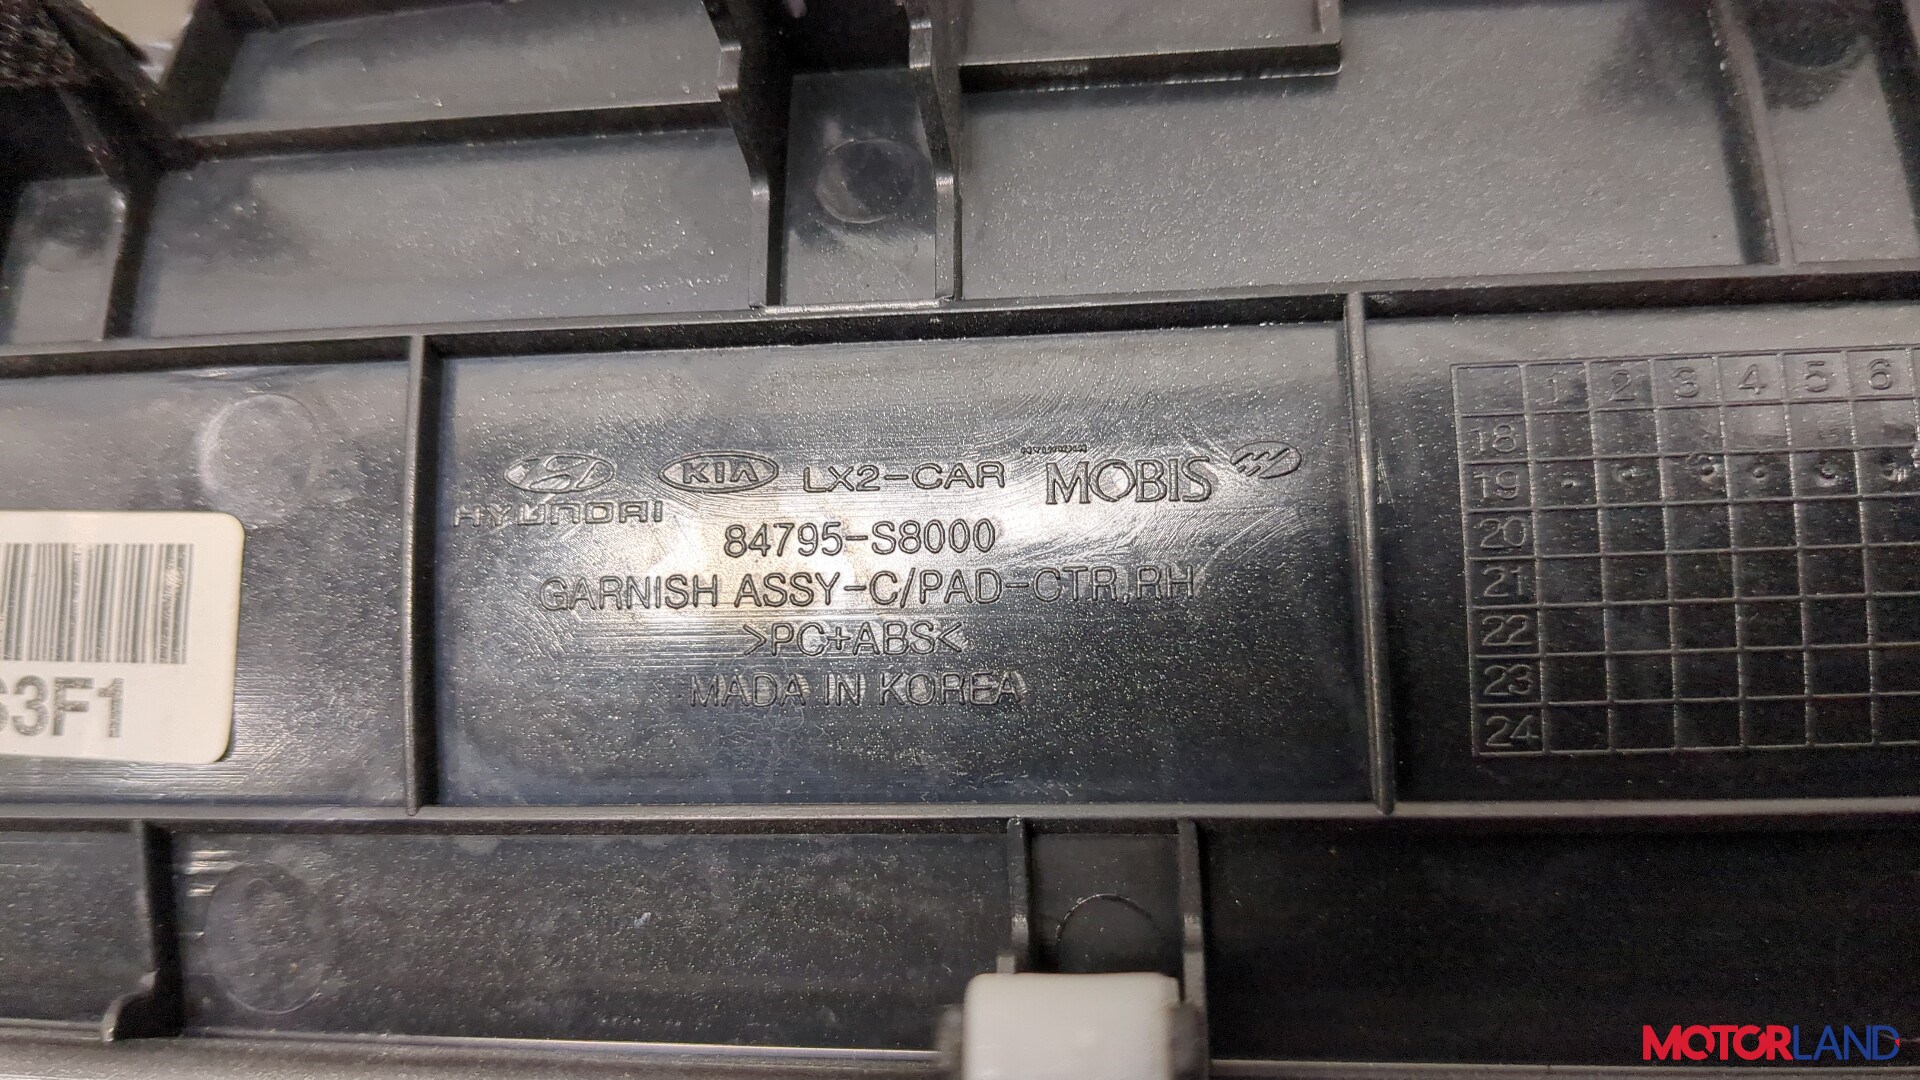 HYUNDAI KIA LX2-CAR HYUNDAI MOBIS
84795-S8000
GARNISH ASSY-C/PAD-CTR,RH
>PC+ABS<
MADA IN KOREA
3F1
1 2 3 4 5 6
18
19
20
21
22
23
24
MOTORLAND